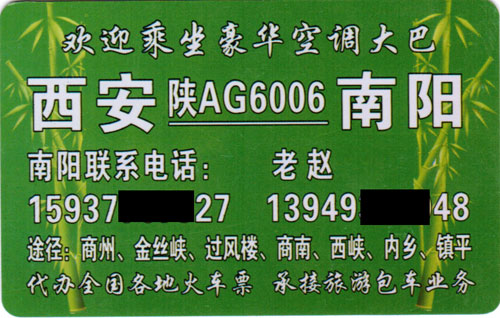 欢迎乘坐豪华空调大巴
西安 陕AG6006 南阳
南阳联系电话： 老赵
15937 27 13949 48
途径：商州、金丝峡、过风楼、商南、西峡、内乡、镇平
代办全国各地火车票 承接旅游包车业务